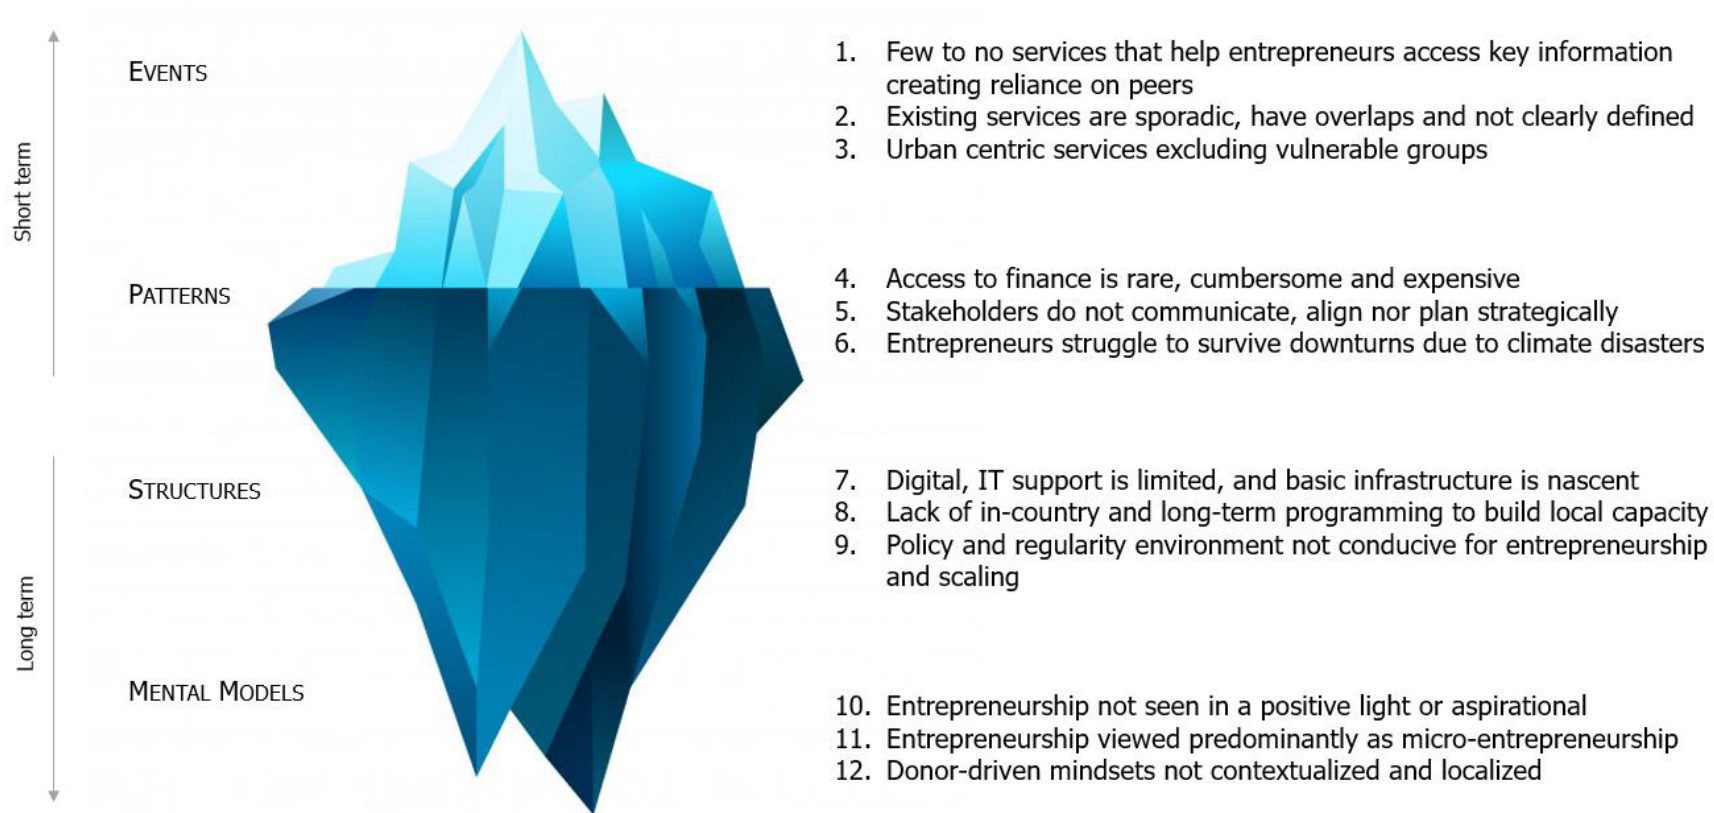 Short term
EVENTS
1. Few to no services that help entrepreneurs access key information
creating reliance on peers
2. Existing services are sporadic, have overlaps and not clearly defined
3. Urban centric services excluding vulnerable groups
PATTERNS
4. Access to finance is rare, cumbersome and expensive
5. Stakeholders do not communicate, align nor plan strategically
6. Entrepreneurs struggle to survive downturns due to climate disasters
Long term
STRUCTURES
7. Digital, IT support is limited, and basic infrastructure is nascent
8. Lack of in-country and long-term programming to build local capacity
9. Policy and regularity environment not conducive for entrepreneurship
and scaling
MENTAL MODELS
10. Entrepreneurship not seen in a positive light or aspirational
11. Entrepreneurship viewed predominantly as micro-entrepreneurship
12. Donor-driven mindsets not contextualized and localized